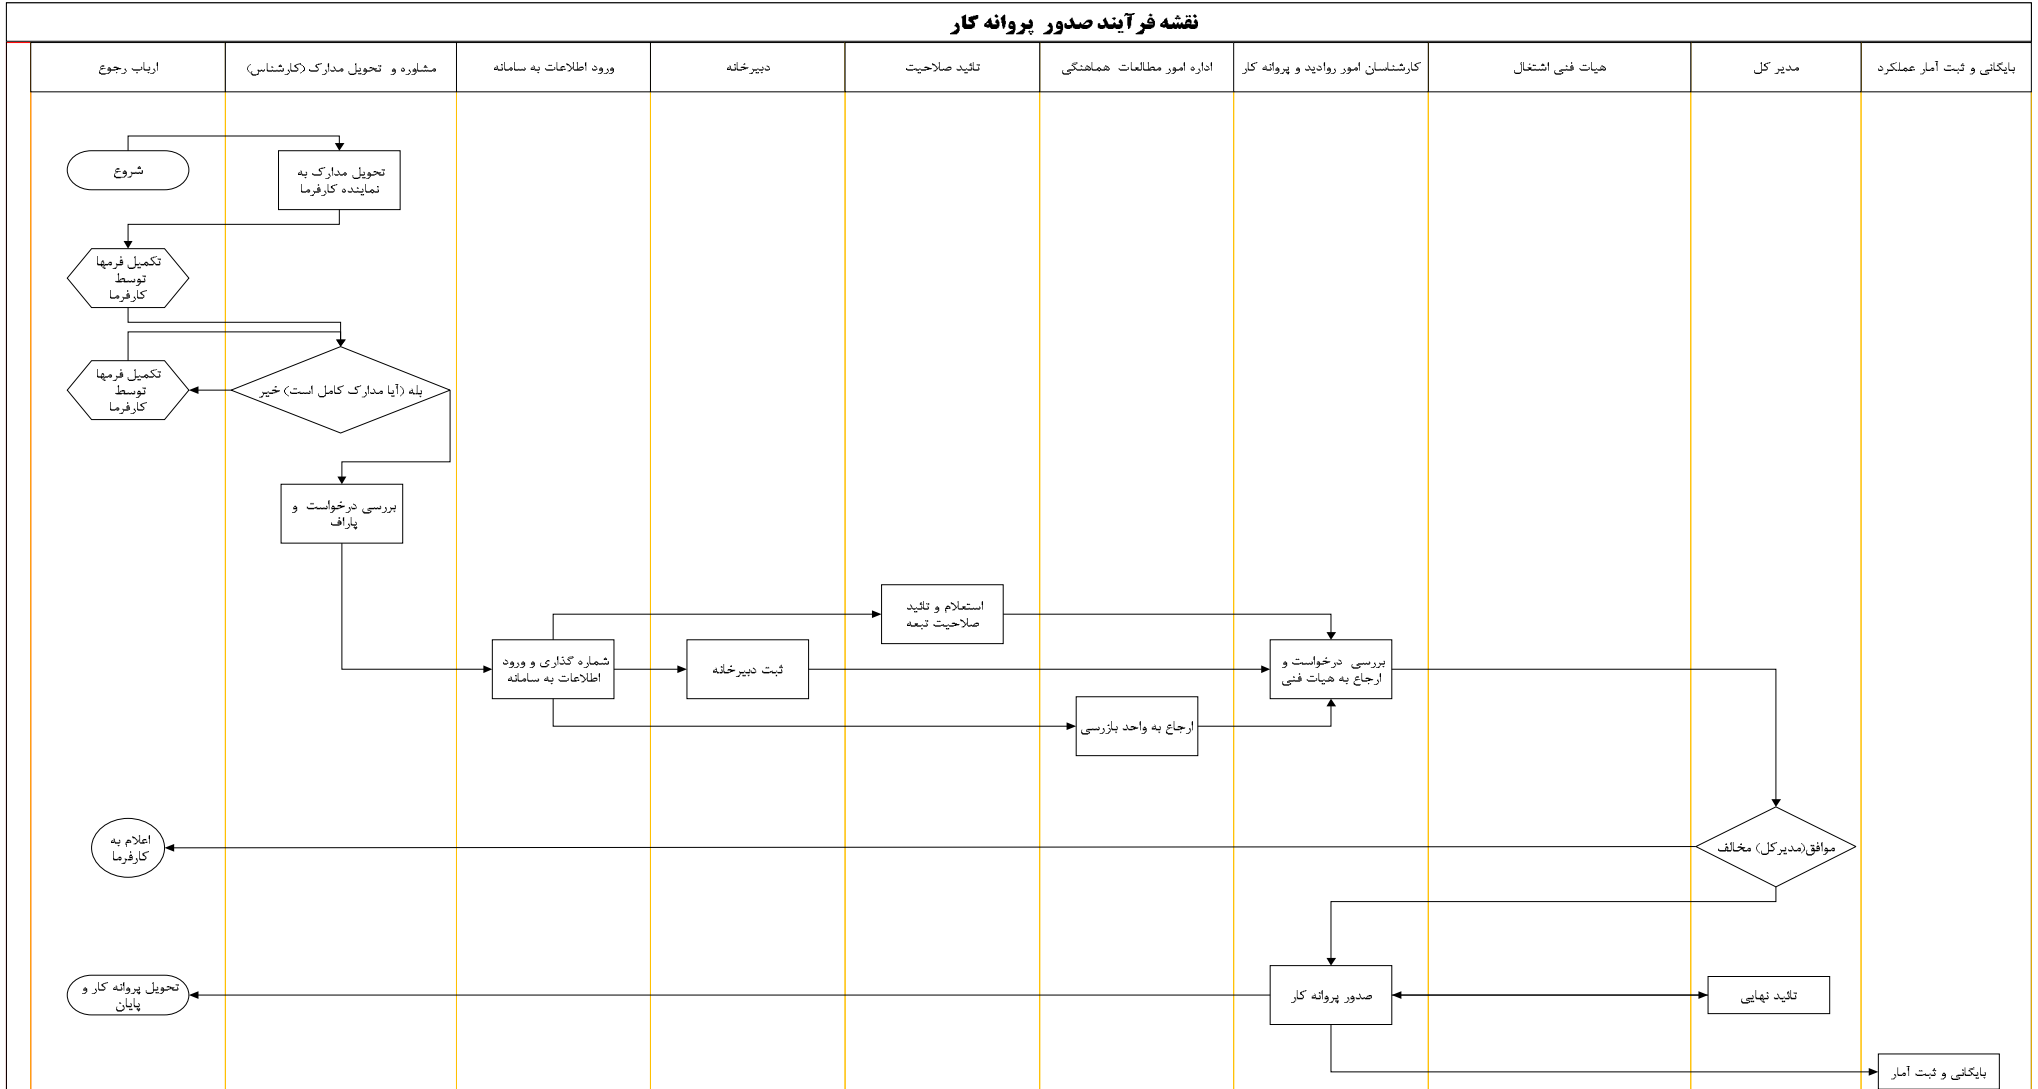 نقشه فرآیند صدور پروانه کار
ارباب رجوع
مشاوره و تحویل مدارک (کارشناس)
ورود اطلاعات به سامانه
دبیرخانه
تائید صلاحیت
اداره امور مطالعات هماهنگی
کارشناسان امور روادید و پروانه کار
هیات فنی اشتغال
مدیر کل
بایگانی و ثبت آمار عملکرد
شروع
تحویل مدارک به
نماینده کارفرما
تکمیل فرمها
توسط
کارفرما
تکمیل فرمها
توسط
کارفرما
بله (آیا مدارک کامل است) خیر
بررسی درخواست و
پاراف
استعلام و تائید
صلاحیت تبعه
شماره گذاری و ورود
اطلاعات به سامانه
ثبت دبیرخانه
بررسی درخواست و
ارجاع به هیات فنی
ارجاع به واحد بازرسی
اعلام به
کارفرما
موافق(مدیرکل) مخالف
تحویل پروانه کار و
پایان
صدور پروانه کار
تائید نهایی
بایگانی و ثبت آمار